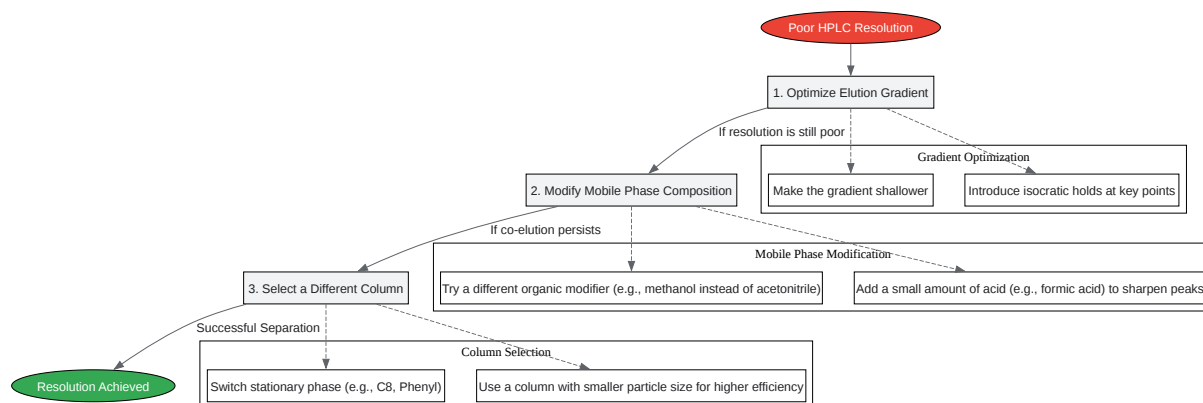 Poor HPLC Resolution
1. Optimize Elution Gradient
If resolution is still poor
Gradient Optimization
Make the gradient shallower
Introduce isocratic holds at key points
2. Modify Mobile Phase Composition
If co-elution persists
Mobile Phase Modification
Try a different organic modifier (e.g., methanol instead of acetonitrile)
Add a small amount of acid (e.g., formic acid) to sharpen peaks
3. Select a Different Column
Successful Separation
Column Selection
Resolution Achieved
Switch stationary phase (e.g., C8, Phenyl)
Use a column with smaller particle size for higher efficiency